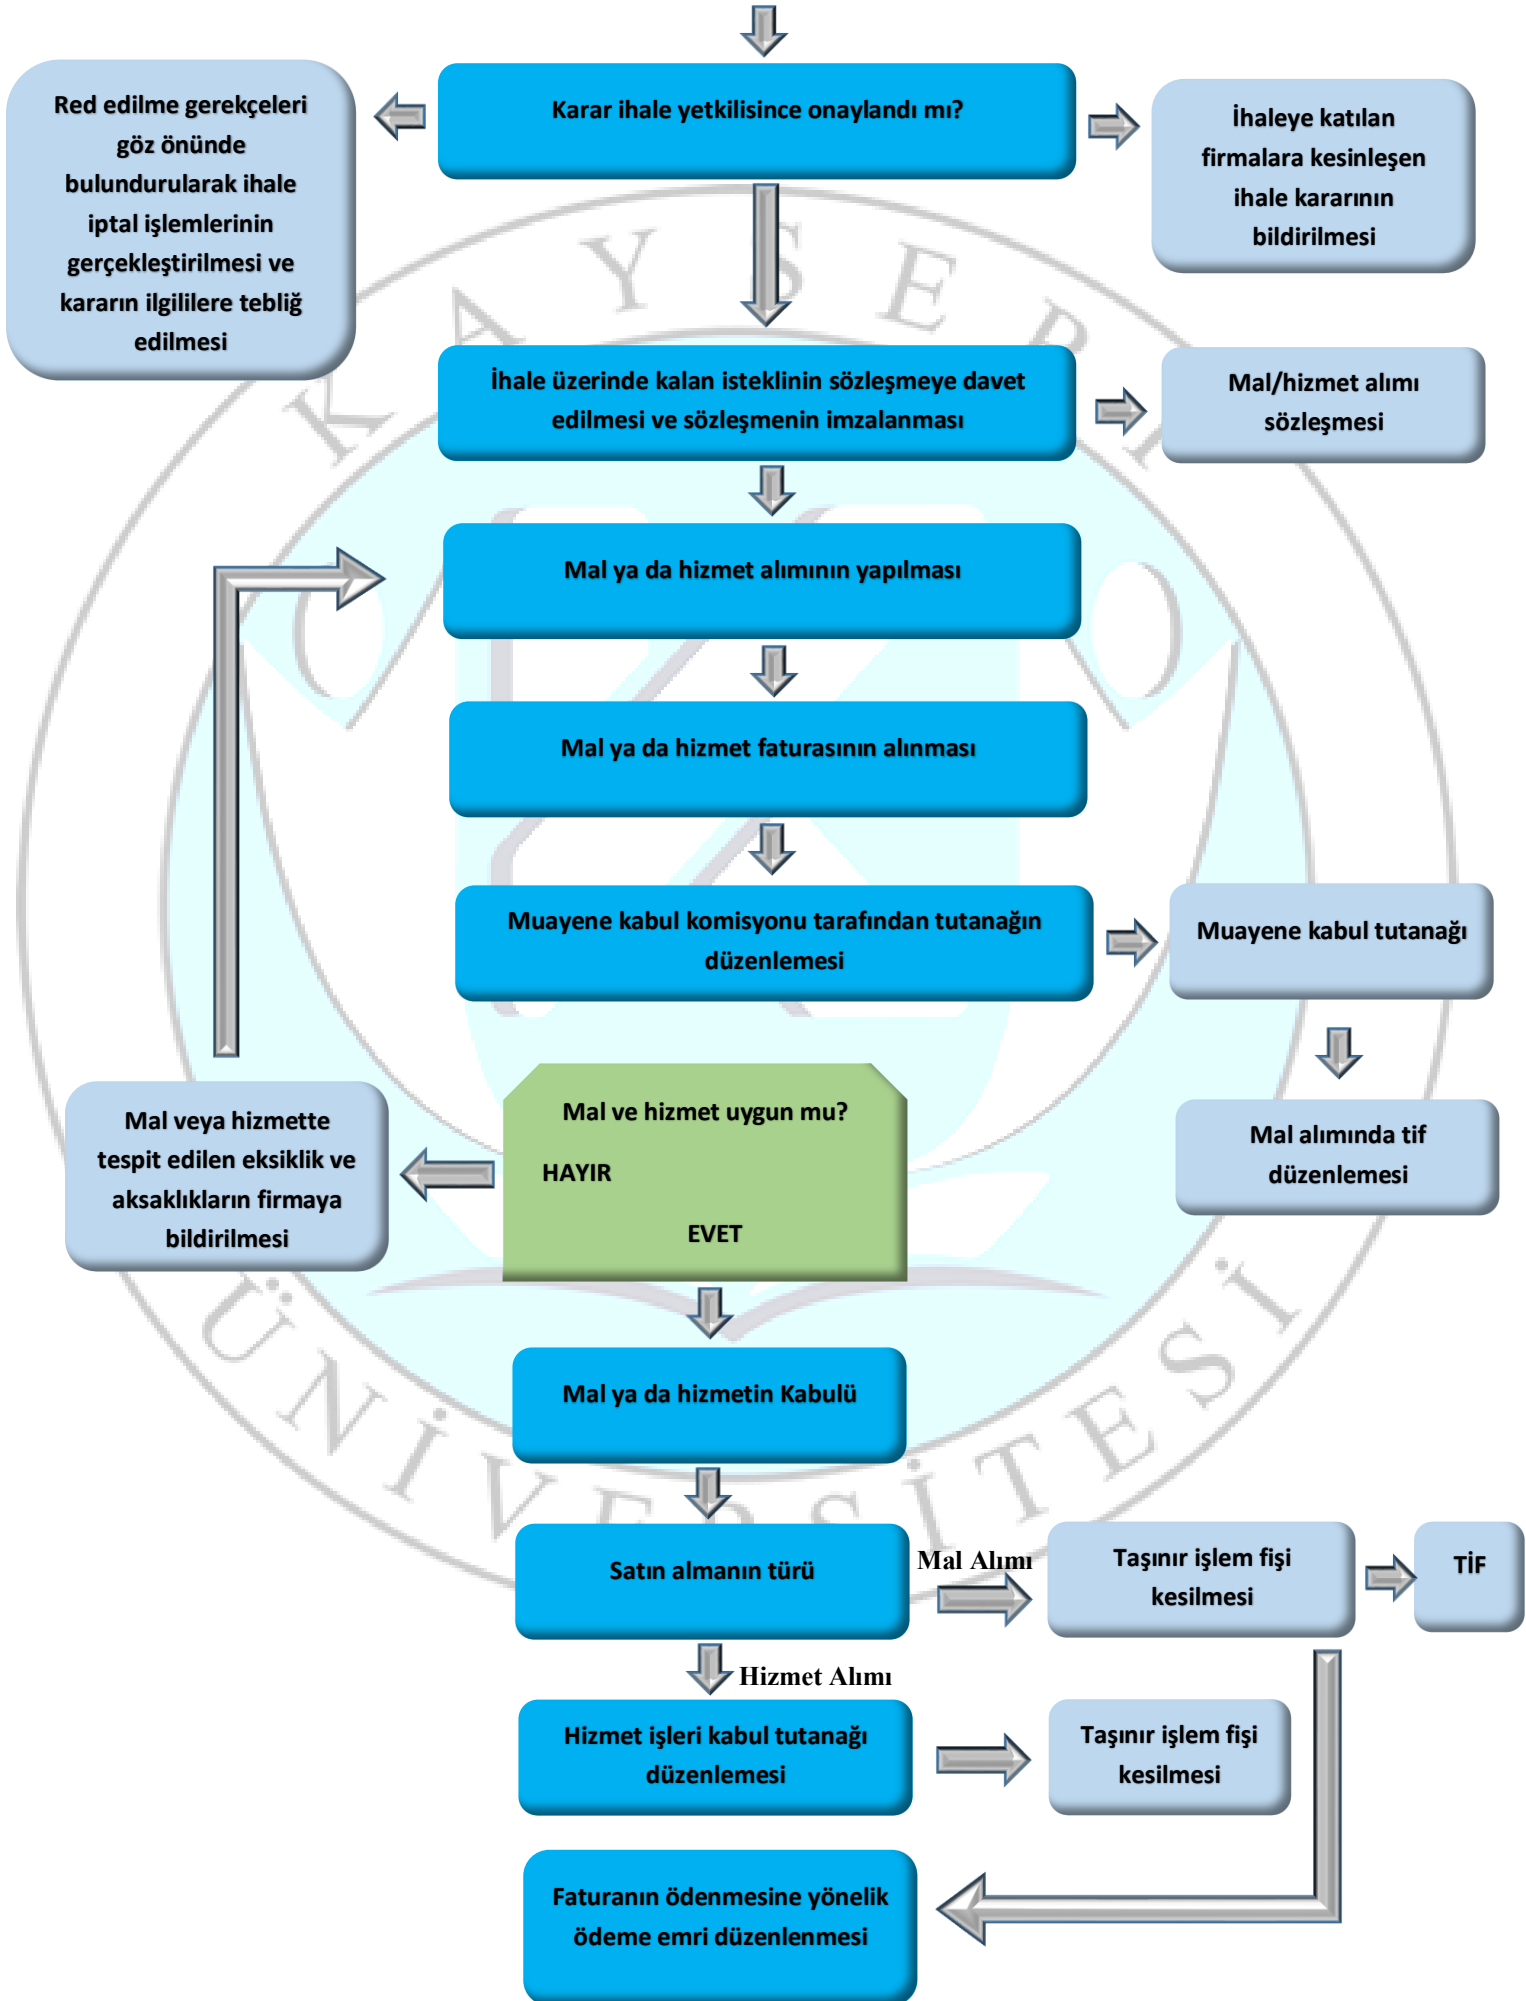 Karar ihale yetkilisince onaylandı mı?
Red edilme gerekçeleri
göz önünde
bulundurularak ihale
iptal işlemlerinin
gerçekleştirilmesi ve
kararın ilgililere tebliğ
edilmesi
İhaleye katılan
firmalara kesinleşen
ihale kararının
bildirilmesi
İhale üzerinde kalan isteklinin sözleşmeye davet
edilmesi ve sözleşmenin imzalanması
Mal/hizmet alımı
sözleşmesi
Mal ya da hizmet alımının yapılması
Mal ya da hizmet faturasının alınması
Muayene kabul komisyonu tarafından tutanağın
düzenlemesi
Muayene kabul tutanağı
Mal alımında tif
düzenlemesi
Mal ve hizmet uygun mu?
HAYIR
EVET
Mal veya hizmette
tespit edilen eksiklik ve
aksaklıkların firmaya
bildirilmesi
Mal ya da hizmetin Kabulü
Satın almanın türü
Mal Alımı
Taşınır işlem fişi
kesilmesi
TİF
Hizmet Alımı
Hizmet işleri kabul tutanağı
düzenlemesi
Taşınır işlem fişi
kesilmesi
Faturanın ödenmesine yönelik
ödeme emri düzenlenmesi
KAYSERİ
ÜNİVERSİTESİ